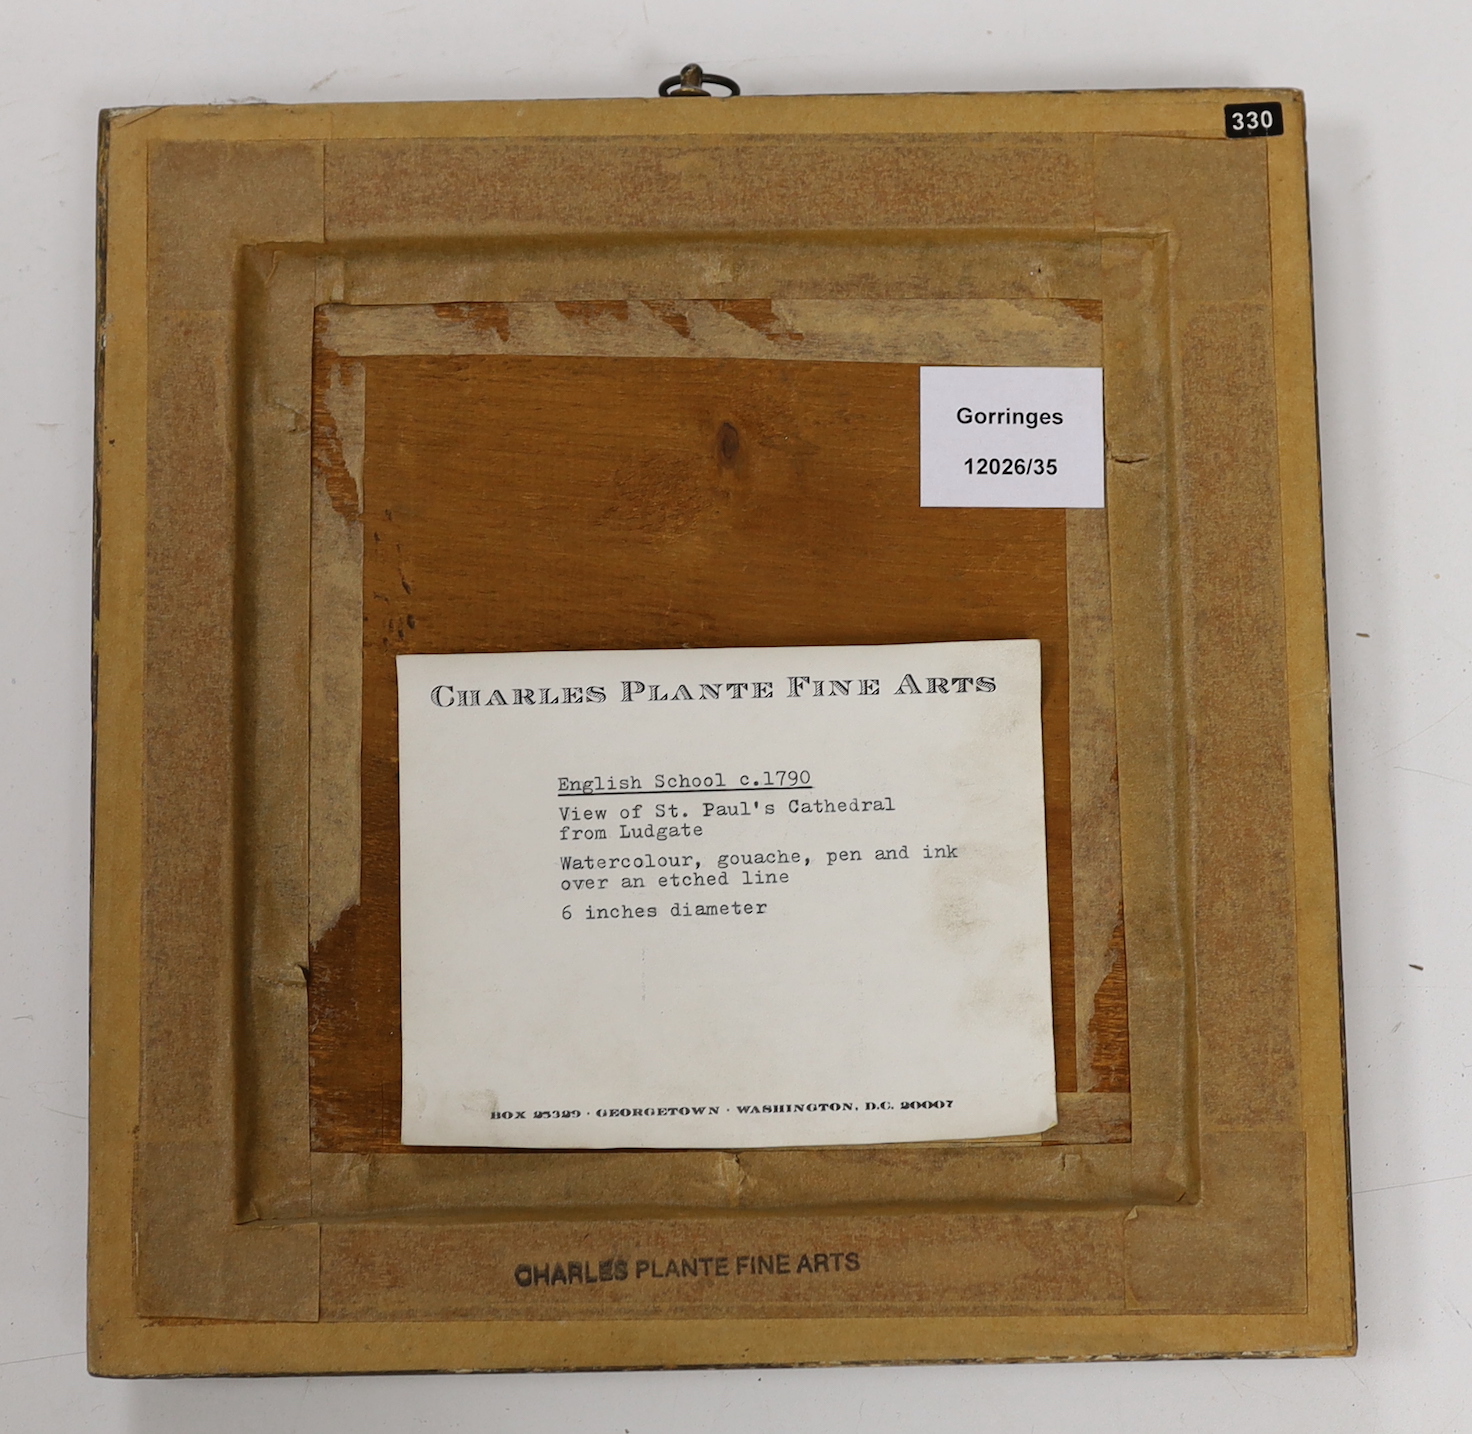 330
Gorringes
12026/35
CHARLES PLANTE FINE ARTS
English School c.1790
View of St. Paul's Cathedral
from Ludgate
Watercolour, gouache, pen and ink
over an etched line
6 inches diameter
BOX 25329 · GEORGETOWN · WASHINGTON, D.C. 20007
CHARLES PLANTE FINE ARTS